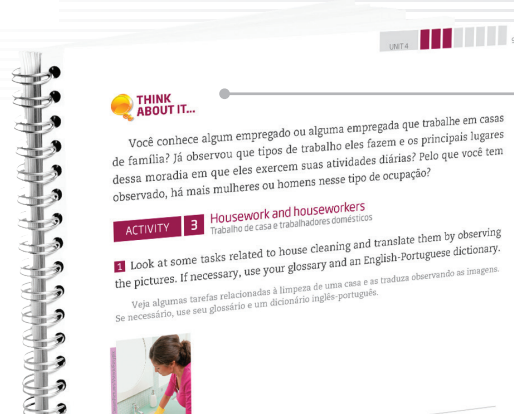 UNIT 4
THINK
ABOUT IT...
Você conhece algum empregado ou alguma empregada que trabalhe em casas
de família? Já observou que tipos de trabalho eles fazem e os principais lugares
dessa moradia em que eles exercem suas atividades diárias? Pelo que você tem
observado, há mais mulheres ou homens nesse tipo de ocupação?
ACTIVITY 3 Housework and houseworkers
Trabalho de casa e trabalhadores domésticos
1 Look at some tasks related to house cleaning and translate them by observing
the pictures. If necessary, use your glossary and an English-Portuguese dictionary.
Veja algumas tarefas relacionadas à limpeza de uma casa e as traduza observando as imagens.
Se necessário, use seu glossário e um dicionário inglês-português.